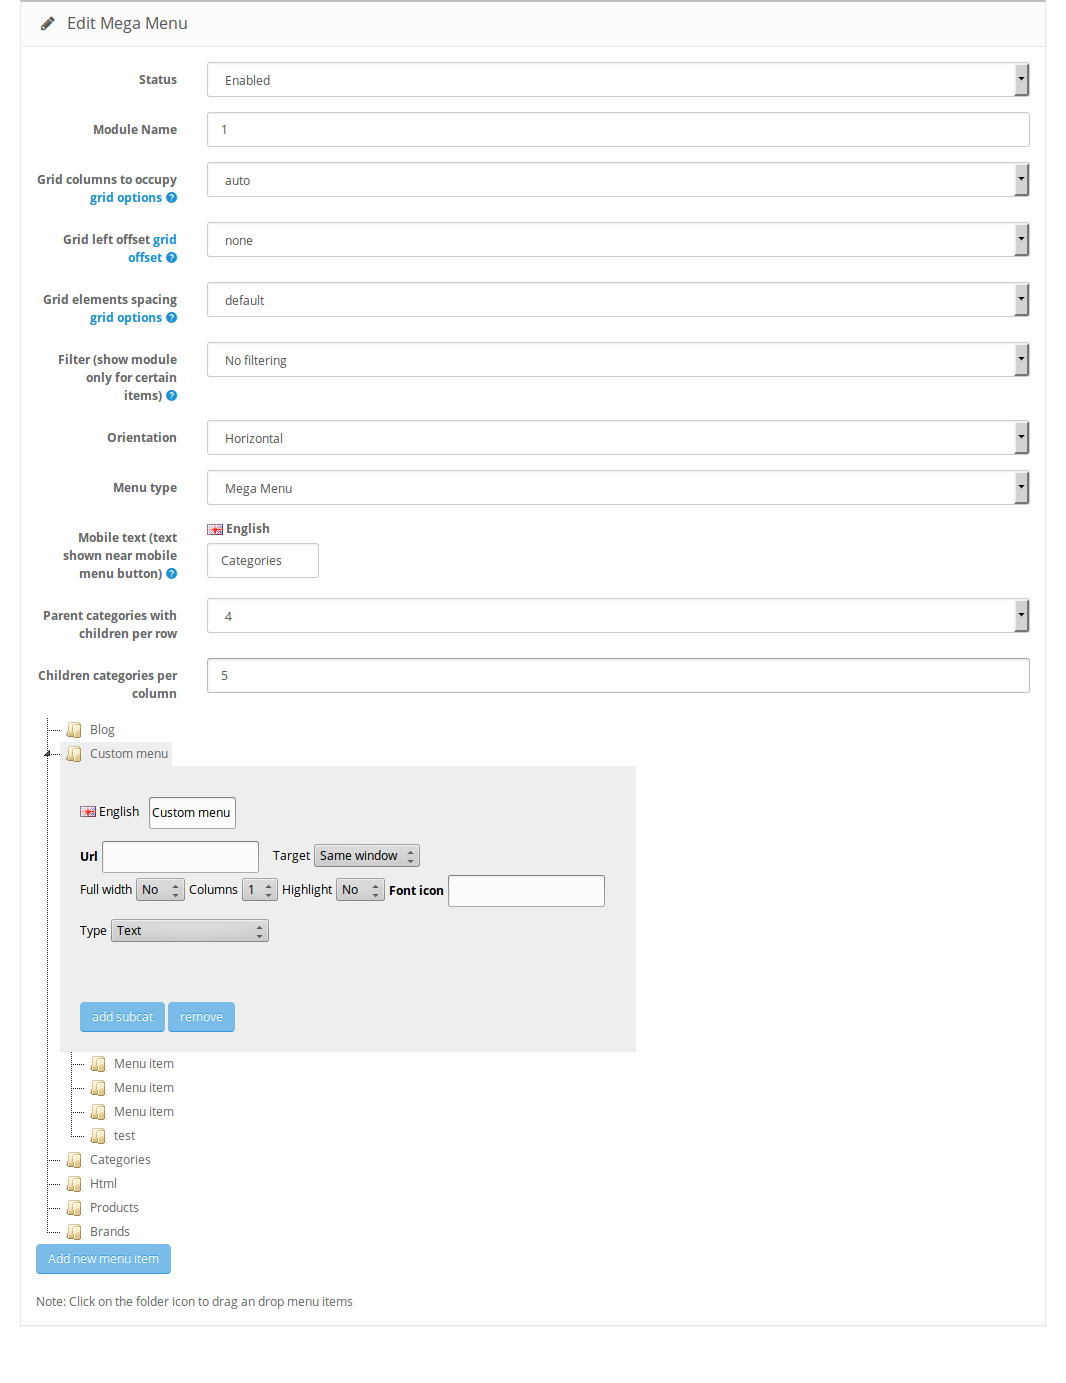 Edit Mega Menu
Status
Enabled
Module Name
1
Grid columns to occupy
grid options
auto
Grid left offset grid
offset
none
Grid elements spacing
grid options
default
Filter (show module
only for certain
items)
No filtering
Orientation
Horizontal
Menu type
Mega Menu
Mobile text (text
shown near mobile
menu button)
English
Categories
Parent categories with
children per row
4
Children categories per
column
5
Blog
Custom menu
English Custom menu
Url Target Same window
Full width No Columns 1 Highlight No Font icon
Type Text
add subcat remove
Menu item
Menu item
Menu item
test
Categories
Html
Products
Brands
Add new menu item
Note: Click on the folder icon to drag an drop menu items